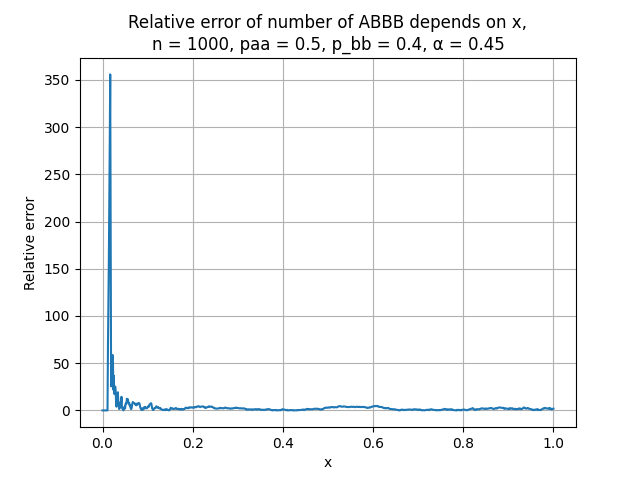 Relative error of number of ABBB depends on x,
n = 1000, paa = 0.5, p_bb = 0.4, α = 0.45
350
300
250
200
150
100
50
0
Relative error
0.0 0.2 0.4 0.6 0.8 1.0
x